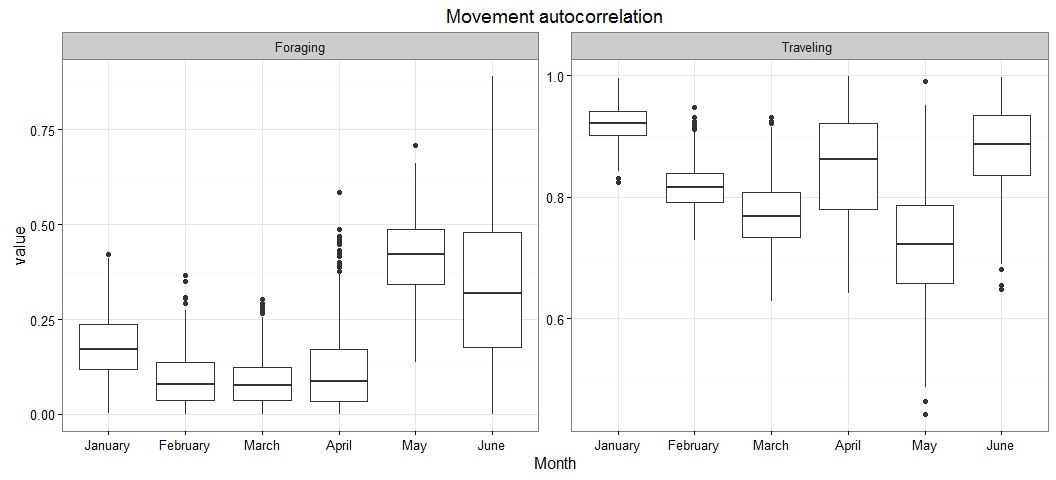 Movement autocorrelation
Foraging
Traveling
value
0.75
0.50
0.25
0.00
1.0
0.8
0.6
January February March April May June
January February March April May June
Month